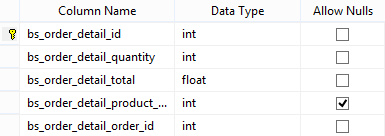 Column Name Data Type Allow Nulls
bs_order_detail_id int
bs_order_detail_quantity int
bs_order_detail_total float
bs_order_detail_product_... int
bs_order_detail_order_id int